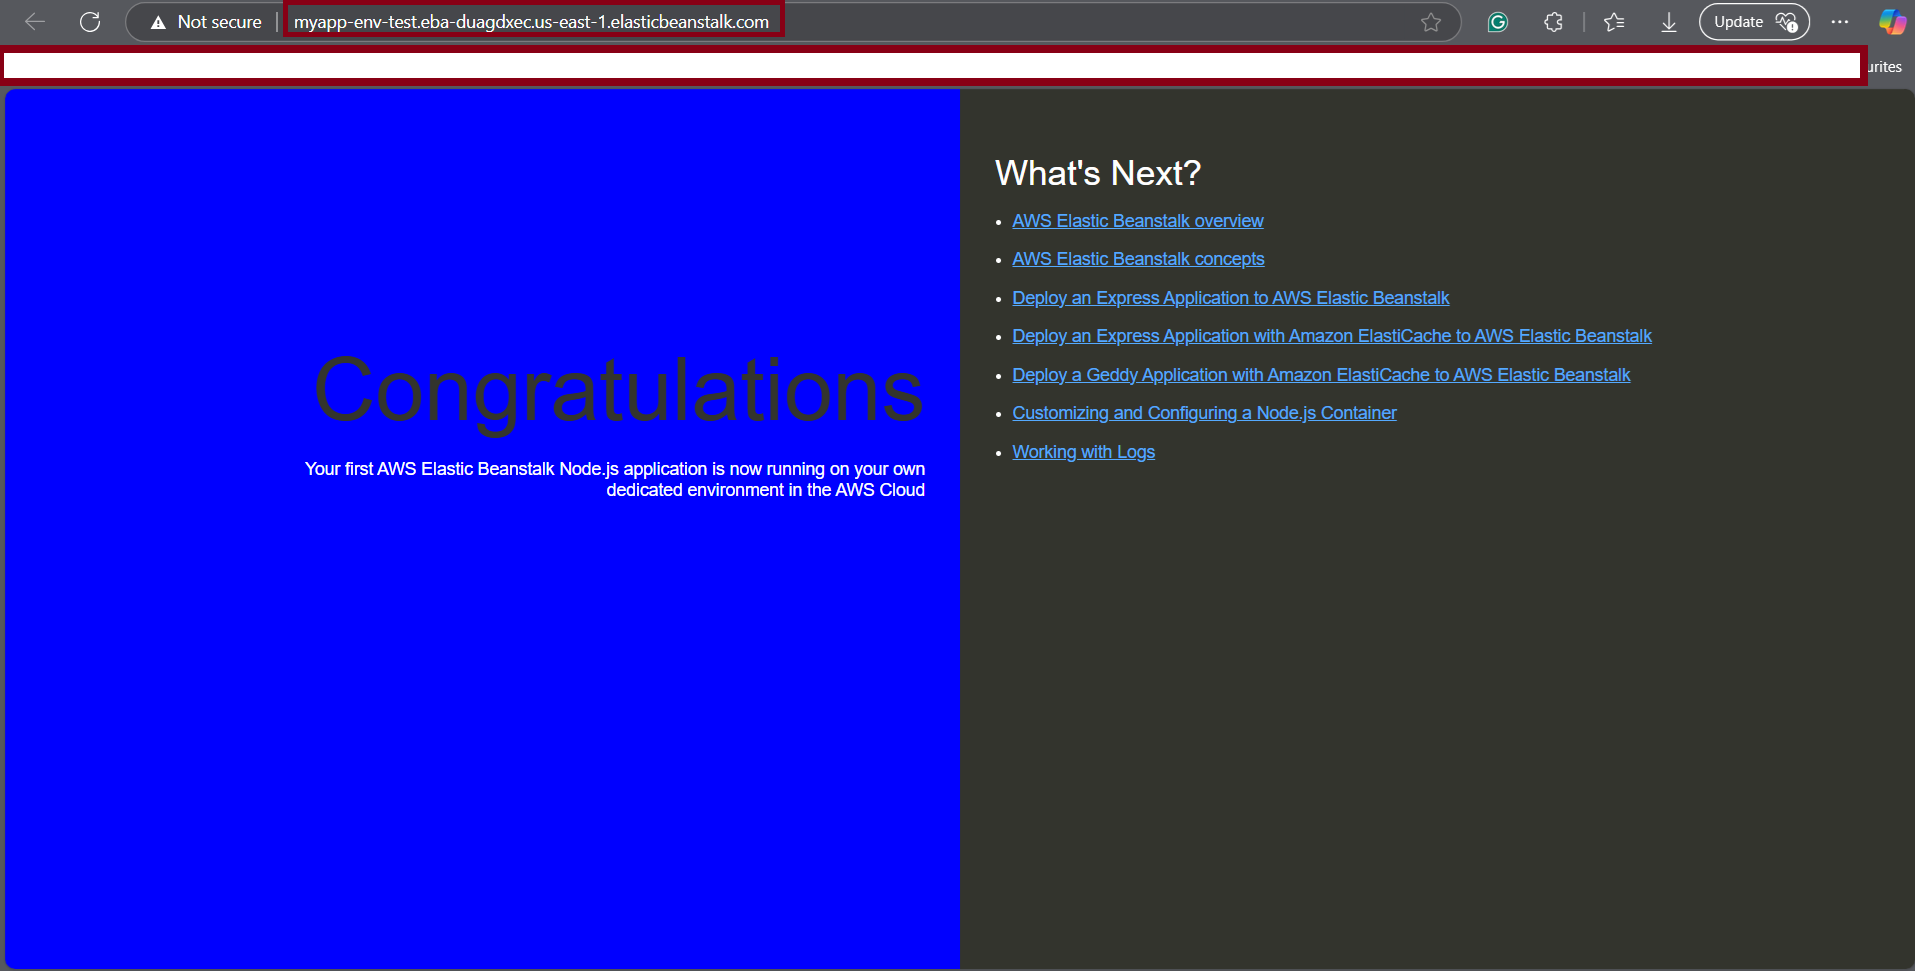 Not secure
myapp-env-test.eba-duagdxec.us-east-1.elasticbeanstalk.com
Update
urites
Congratulations
Your first AWS Elastic Beanstalk Node.js application is now running on your own
dedicated environment in the AWS Cloud
What's Next?
AWS Elastic Beanstalk overview
AWS Elastic Beanstalk concepts
Deploy an Express Application to AWS Elastic Beanstalk
Deploy an Express Application with Amazon ElastiCache to AWS Elastic Beanstalk
Deploy a Geddy Application with Amazon ElastiCache to AWS Elastic Beanstalk
Customizing and Configuring a Node.js Container
Working with Logs